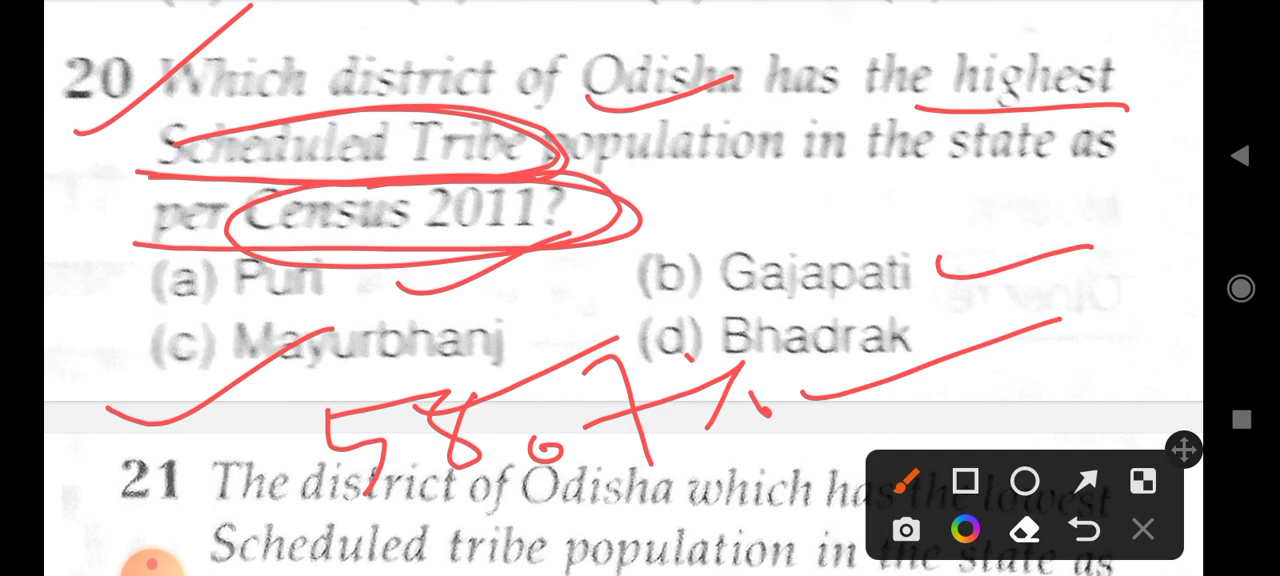 20 Which district of Odisha has the highest
Scheduled Tribe population in the state as
per Census 2011?
(a) Puri (b) Gajapati
(c) Mayurbhanj (d) Bhadrak
58.7%
21 The district of Odisha which has the lowest
Scheduled tribe population in the state as